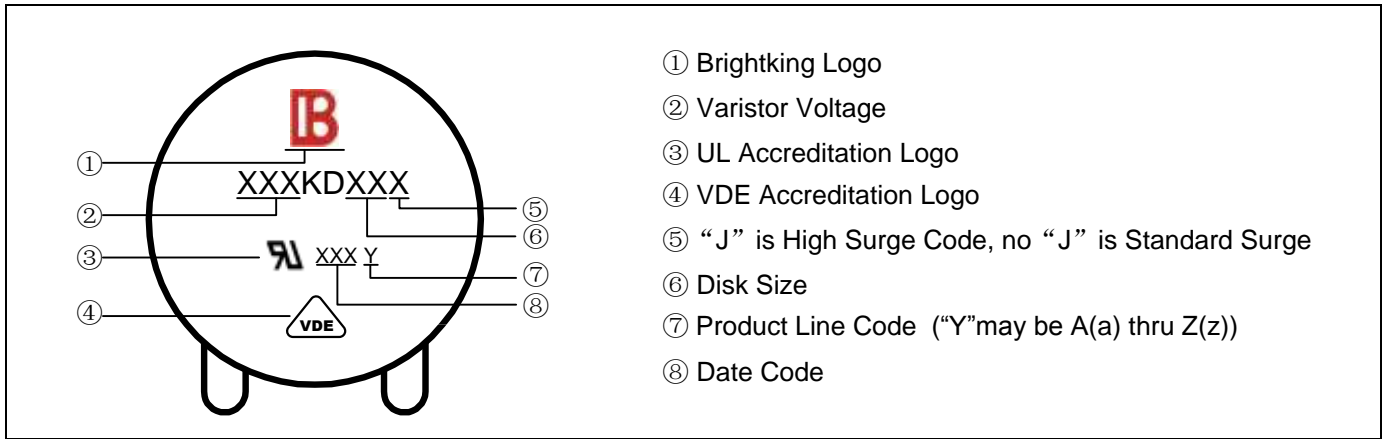 B
XXXKDXXX
XXX Y
VDE
①
②
③
④
⑤
⑥
⑦
⑧
① Brightking Logo
② Varistor Voltage
③ UL Accreditation Logo
④ VDE Accreditation Logo
⑤ “J” is High Surge Code, no “J” is Standard Surge
⑥ Disk Size
⑦ Product Line Code (“Y”may be A(a) thru Z(z))
⑧ Date Code